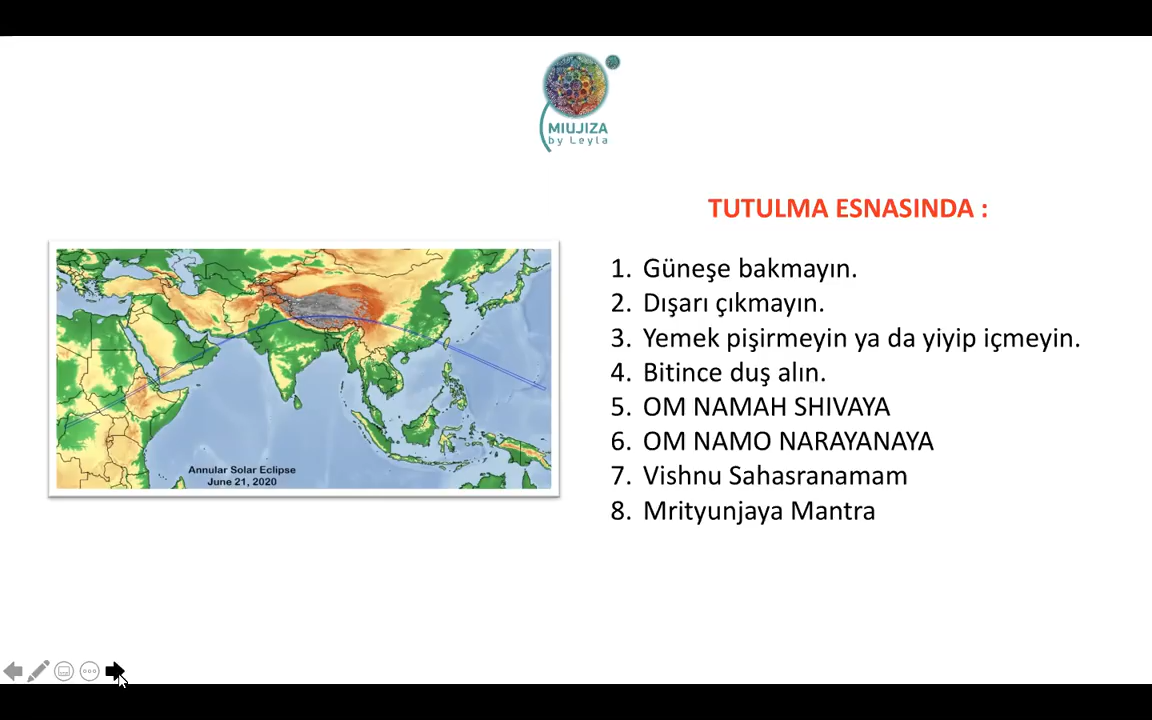 MIUJIZA
by Leyla
TUTULMA ESNASINDA :
1. Güneşe bakmayın.
2. Dışarı çıkmayın.
3. Yemek pişirmeyin ya da yiyip içmeyin.
4. Bitince duş alın.
5. OM NAMAH SHIVAYA
6. OM NAMO NARAYANAYA
7. Vishnu Sahasranamam
8. Mrityunjaya Mantra
Annular Solar Eclipse
June 21, 2020